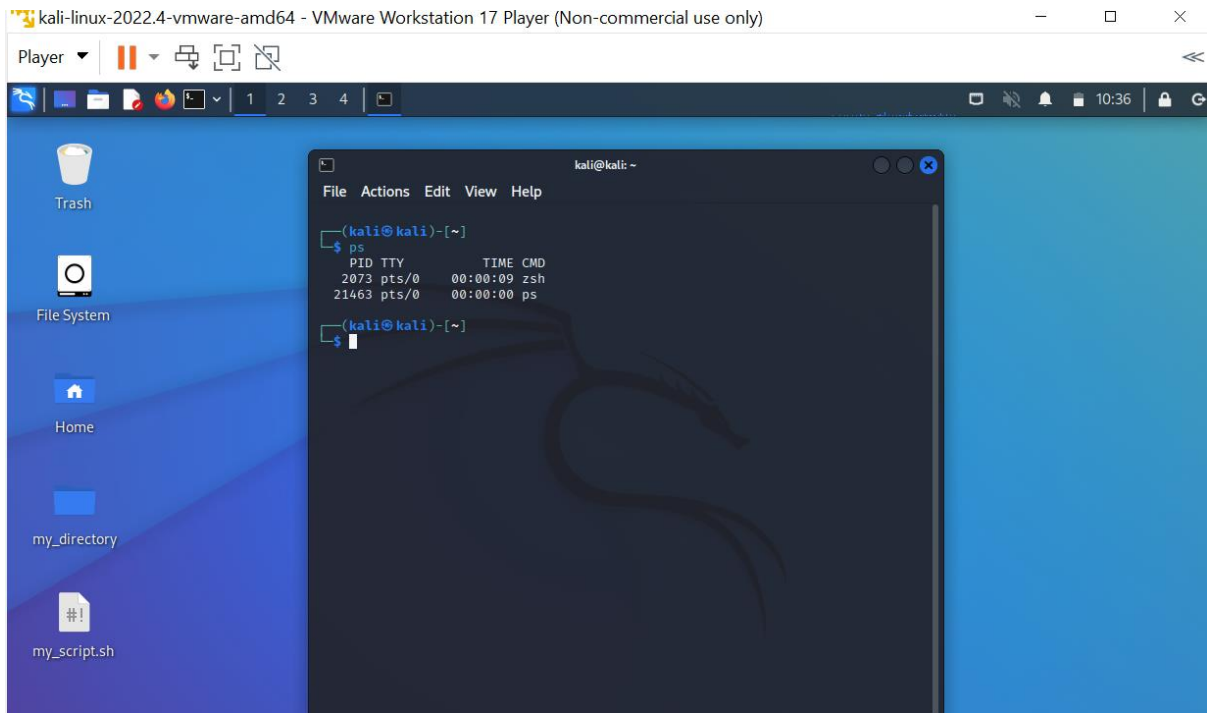 kali-linux-2022.4-vmware-amd64 - VMware Workstation 17 Player (Non-commercial use only)
Player
1 2 3 4
10:36
Trash
File System
Home
my_directory
#!
my_script.sh
kali@kali: ~
File Actions Edit View Help
┌──(kali㉿kali)-[~]
└─$ ps
PID TTY TIME CMD
2073 pts/0 00:00:09 zsh
21463 pts/0 00:00:00 ps
┌──(kali㉿kali)-[~]
└─$